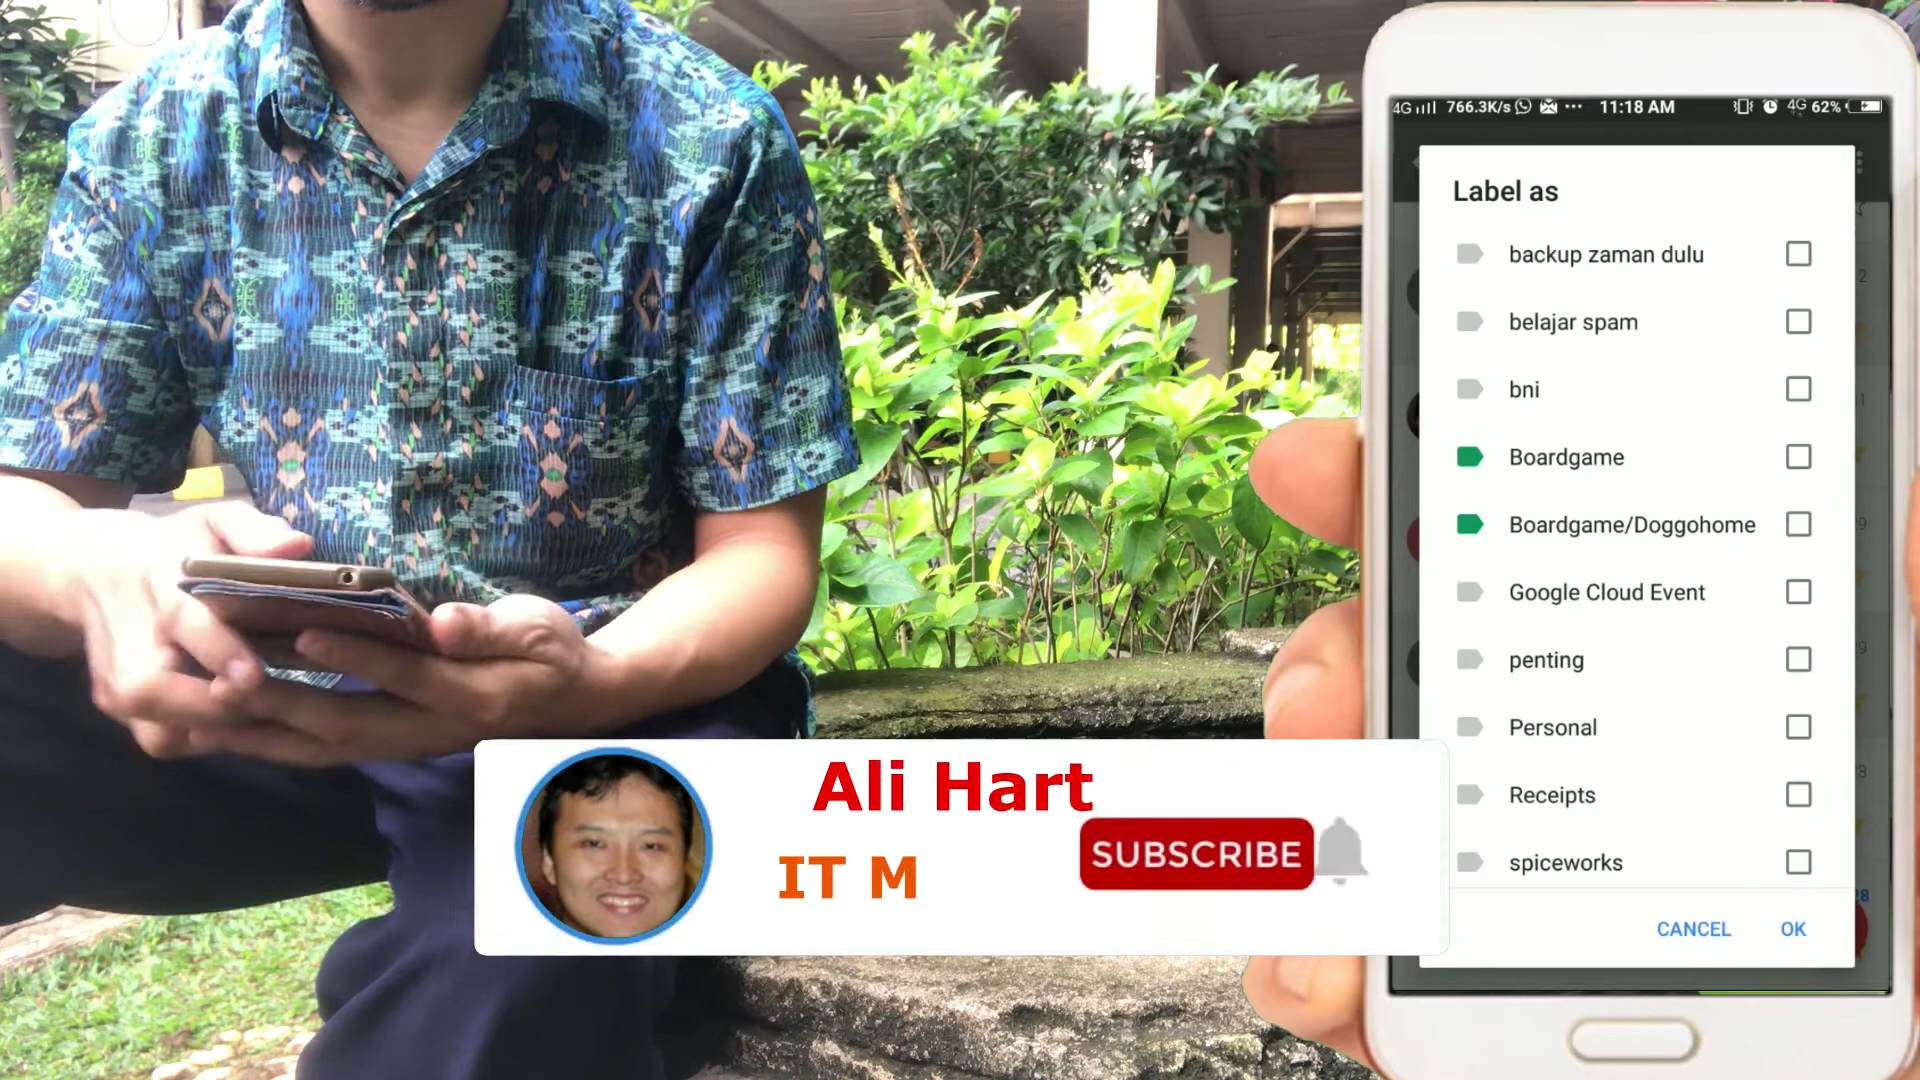 4G 766.3K/s 11:18 AM 4G 62%
Label as
backup zaman dulu
belajar spam
bni
Boardgame
Boardgame/Doggohome
Google Cloud Event
penting
Personal
Receipts
spiceworks
CANCEL OK
Ali Hart
IT M
SUBSCRIBE